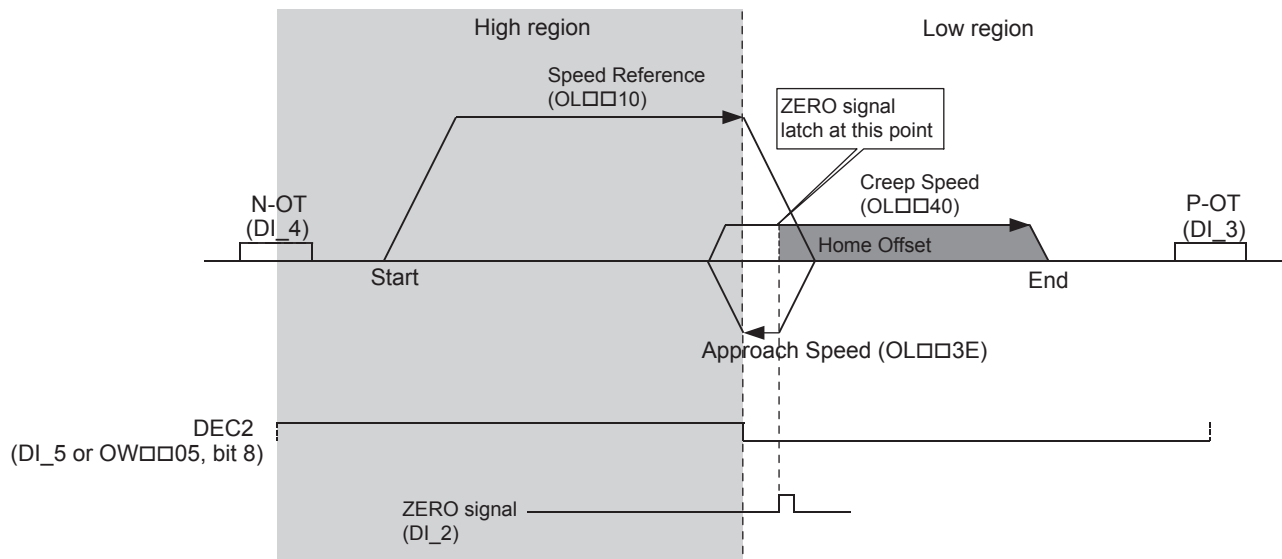 High region
Low region
Speed Reference
(OL□□10)
ZERO signal
latch at this point
Creep Speed
(OL□□40)
N-OT
(DI_4)
P-OT
(DI_3)
Home Offset
Start
End
Approach Speed (OL□□3E)
DEC2
(DI_5 or OW□□05, bit 8)
ZERO signal
(DI_2)